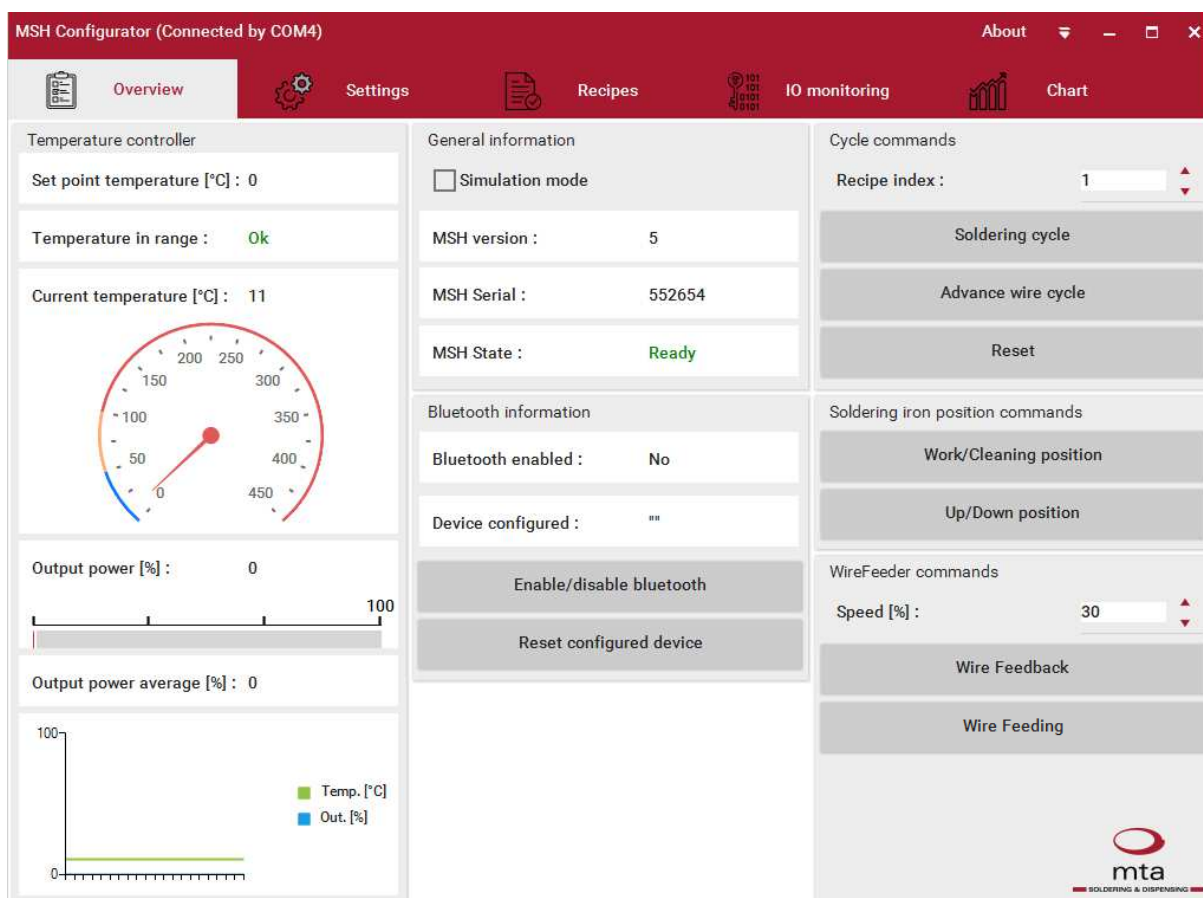 MSH Configurator (Connected by COM4)
About
Overview
Settings
Recipes
IO monitoring
Chart
Temperature controller
Set point temperature [°C] : 0
Temperature in range : Ok
Current temperature [°C] : 11
0
50
100
150
200
250
300
350
400
450
Output power [%] : 0
100
Output power average [%] : 0
100
0
Temp. [°C]
Out. [%]
General information
Simulation mode
MSH version : 5
MSH Serial : 552654
MSH State : Ready
Bluetooth information
Bluetooth enabled : No
Device configured : ""
Enable/disable bluetooth
Reset configured device
Cycle commands
Recipe index : 1
Soldering cycle
Advance wire cycle
Reset
Soldering iron position commands
Work/Cleaning position
Up/Down position
WireFeeder commands
Speed [%] : 30
Wire Feedback
Wire Feeding
mta
SOLDERING & DISPENSING